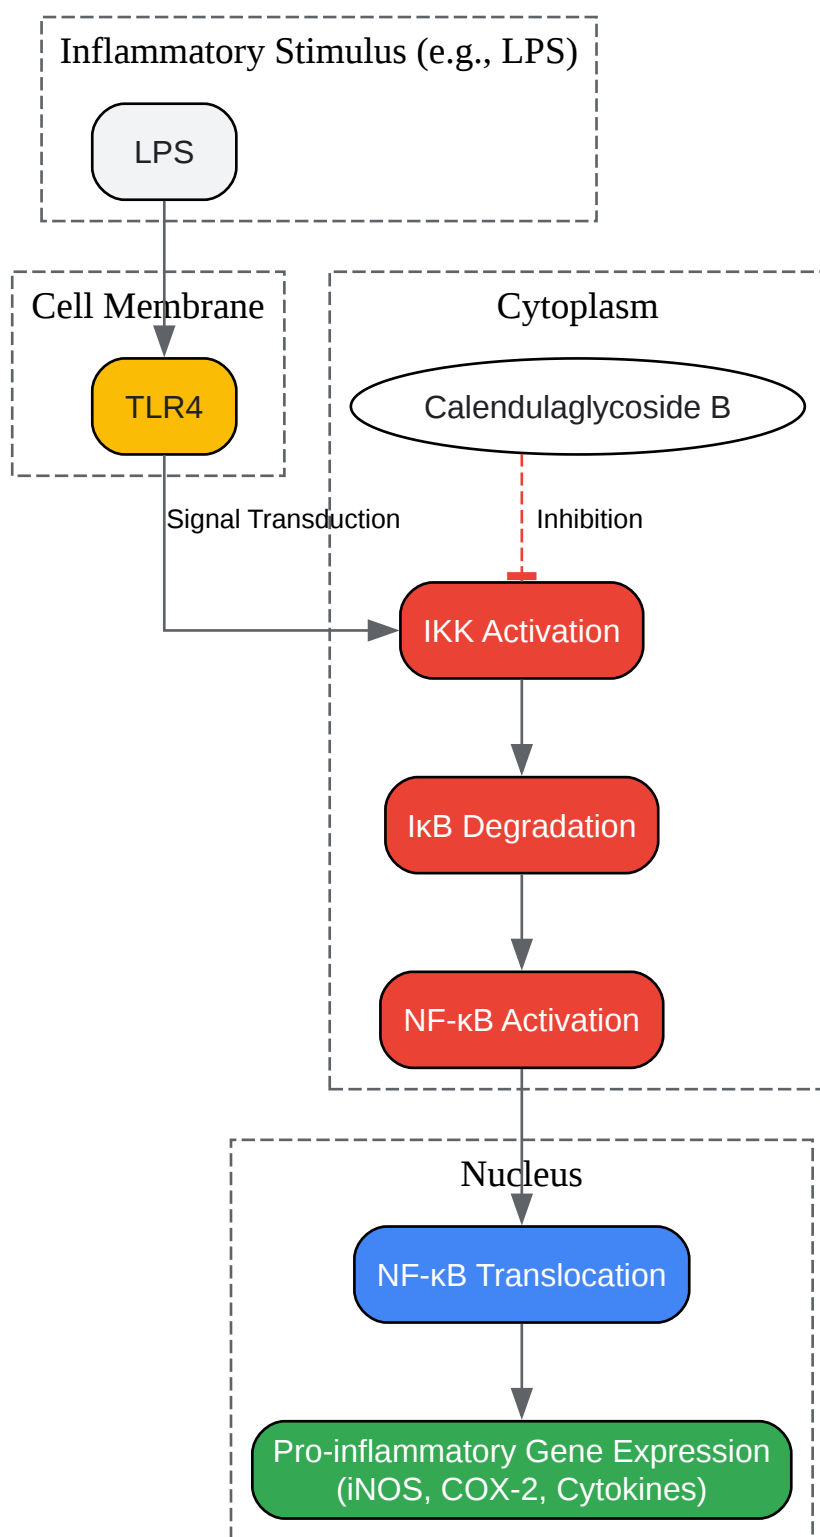 Inflammatory Stimulus (e.g., LPS)
LPS
Cell Membrane
TLR4
Cytoplasm
Calendulaglycoside B
Signal Transduction
Inhibition
IKK Activation
IκB Degradation
NF-κB Activation
Nucleus
NF-κB Translocation
Pro-inflammatory Gene Expression
(iNOS, COX-2, Cytokines)